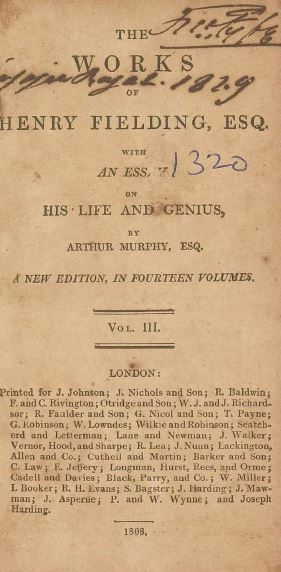 THE
WORKS
1829
OF
HENRY FIELDING, ESQ.
WITH
AN ESSAY 1320
ON
HIS LIFE AND GENIUS,
BY
ARTHUR MURPHY, ESQ.
A NEW EDITION, IN FOURTEEN VOLUMES.
VOL. III.
LONDON:
Printed for J. Johnson; J. Nichols and Son; R. Baldwin;
F. and C. Rivington; Otridge and Son; W. J. and J. Richard-
sor; R. Faulder and Son; G. Nicol and Son; T. Payne;
G. Robinson; W. Lowndes; Wilkie and Robinson; Scatch-
erd and Letterman; Lane and Newman; J. Walker;
Vernor, Hood, and Sharpe; R. Lea; J. Nunn; Lackington,
Allen and Co.; Cuthell and Martin; Barker and Son;
C. Law; E. Jeffery; Longman, Hurst, Rees, and Orme;
Cadell and Davies; Black, Parry, and Co.; W. Miller;
J. Booker; R. H. Evans; S. Bagster; J. Harding; J. Maw-
man; J. Asperne; P. and W. Wynne; and Joseph
Harding.
1808.